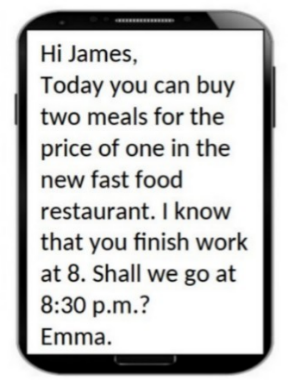 Hi James,
Today you can buy
two meals for the
price of one in the
new fast food
restaurant. I know
that you finish work
at 8. Shall we go at
8:30 p.m.?
Emma.